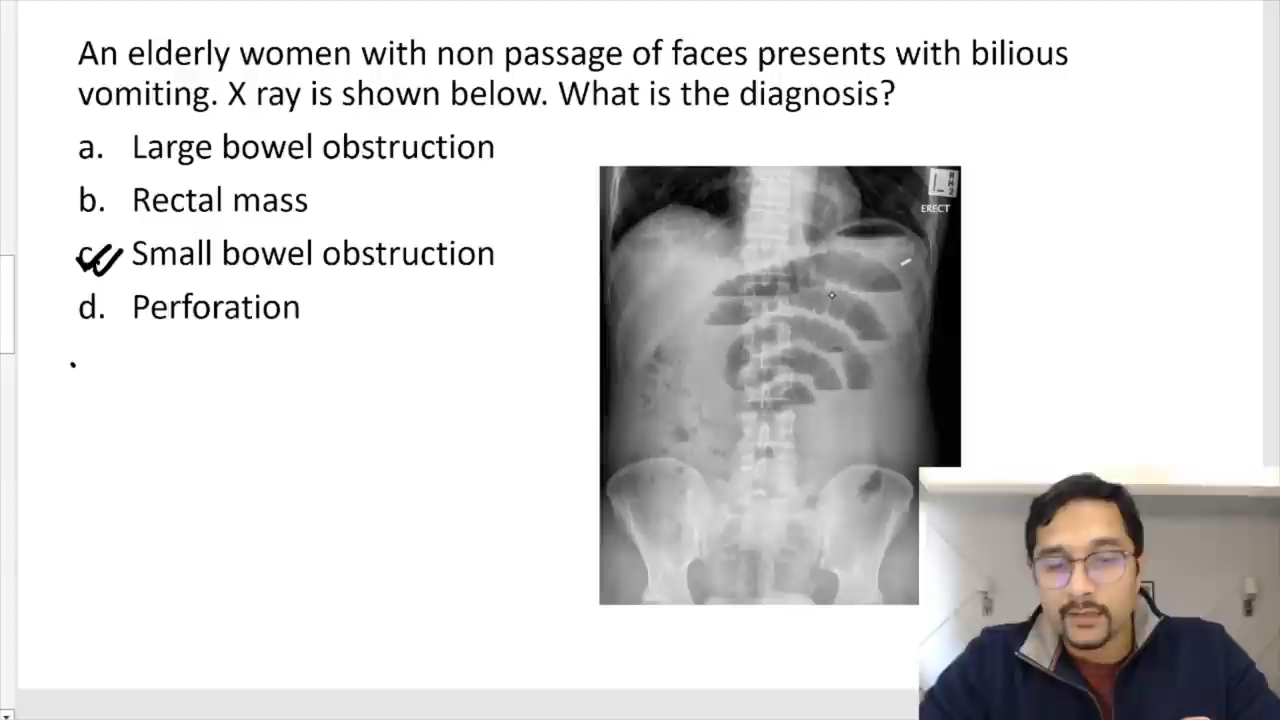 An elderly women with non passage of faces presents with bilious
vomiting. X ray is shown below. What is the diagnosis?
a. Large bowel obstruction
b. Rectal mass
c. Small bowel obstruction
d. Perforation
L
ERECT